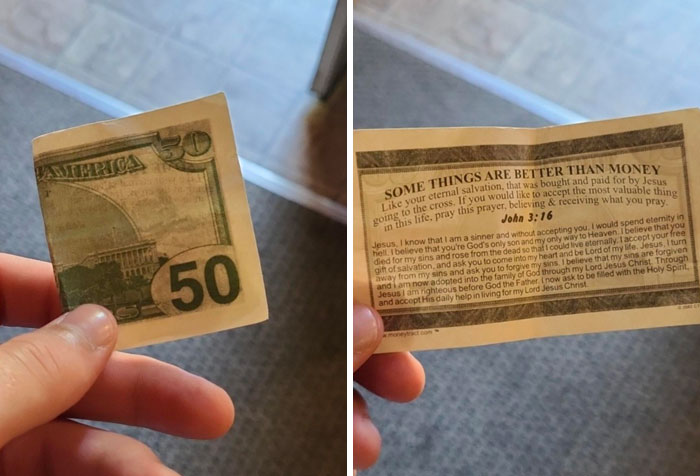 50
AMERICA
50
SOME THINGS ARE BETTER THAN MONEY
Like your eternal salvation, that was bought and paid for by Jesus
going to the cross. If you would like to accept the most valuable thing
in this life, pray this prayer, believing & receiving what you pray.
John 3:16
Jesus, I know that I am a sinner and without accepting you, I would spend eternity in
hell. I believe that you're God's only son and my only way to Heaven. I believe that you
died for my sins and rose from the dead so that I could live eternally. I accept your free
gift of salvation, and ask you to come into my heart and be Lord of my life. Jesus, I turn
away from my sins and ask you to forgive my sins. I believe that my sins are forgiven
and I am now adopted into the family of God through my Lord Jesus Christ. Through
Jesus I am righteous before God the Father. I now ask to be filled with the Holy Spirit
and accept His daily help in living for my Lord Jesus Christ.
moneytract.com ™